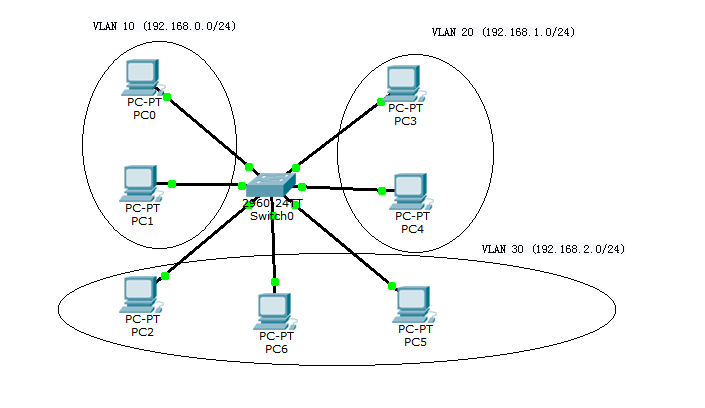 VLAN 10 (192.168.0.0/24)
VLAN 20 (192.168.1.0/24)
PC-PT
PC0
PC-PT
PC3
PC-PT
PC1
2960-24TT
Switch0
PC-PT
PC4
VLAN 30 (192.168.2.0/24)
PC-PT
PC2
PC-PT
PC6
PC-PT
PC5